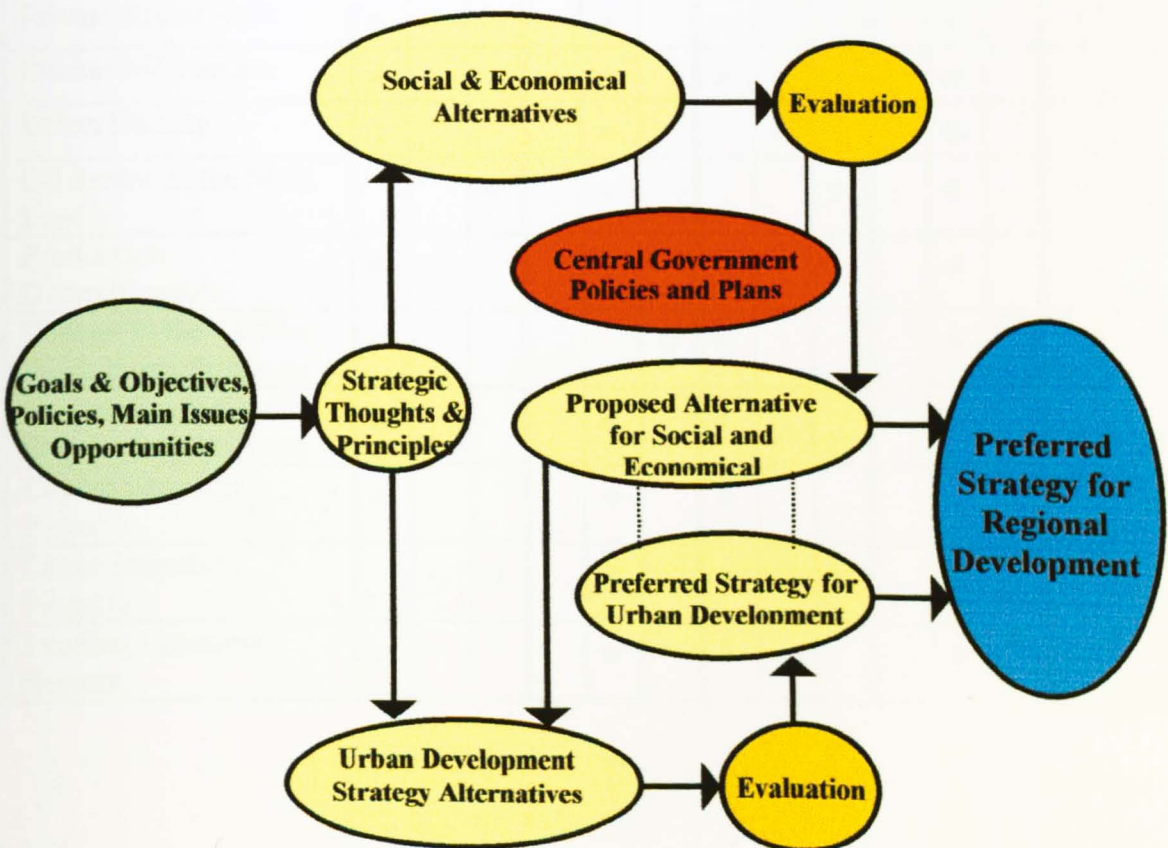 Social & Economical
Alternatives
Evaluation
Central Government
Policies and Plans
Goals & Objectives,
Policies, Main Issues
Opportunities
Strategic
Thoughts &
Principles
Proposed Alternative
for Social and
Economical
Preferred
Strategy for
Regional
Development
Preferred Strategy for
Urban Development
Urban Development
Strategy Alternatives
Evaluation